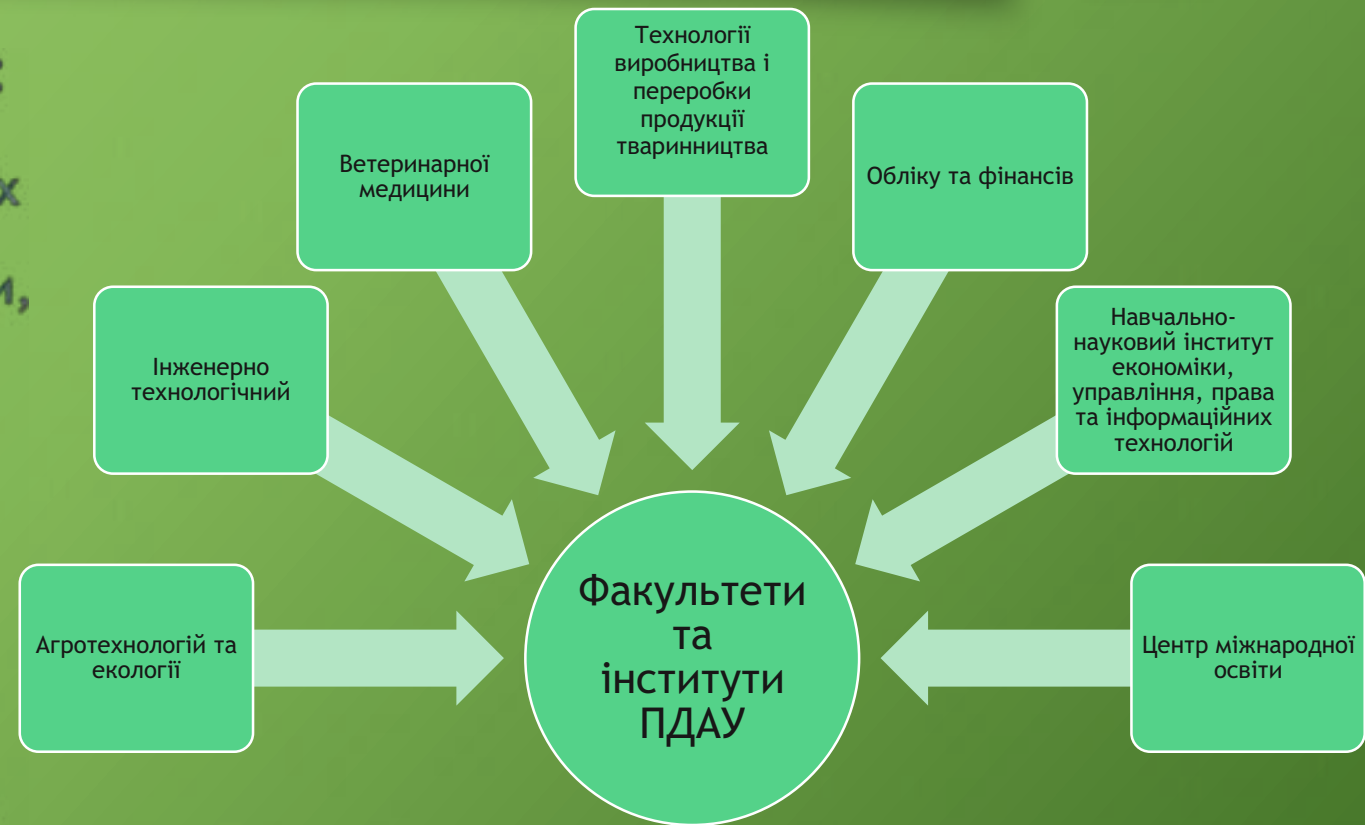 Технології
виробництва і
переробки
продукції
тваринництва
Ветеринарної
медицини
Обліку та фінансів
Інженерно
технологічний
Навчально-
науковий інститут
економіки,
управління, права
та інформаційних
технологій
Агротехнологій та
екології
Факультети
та
інститути
ПДАУ
Центр міжнародної
освіти